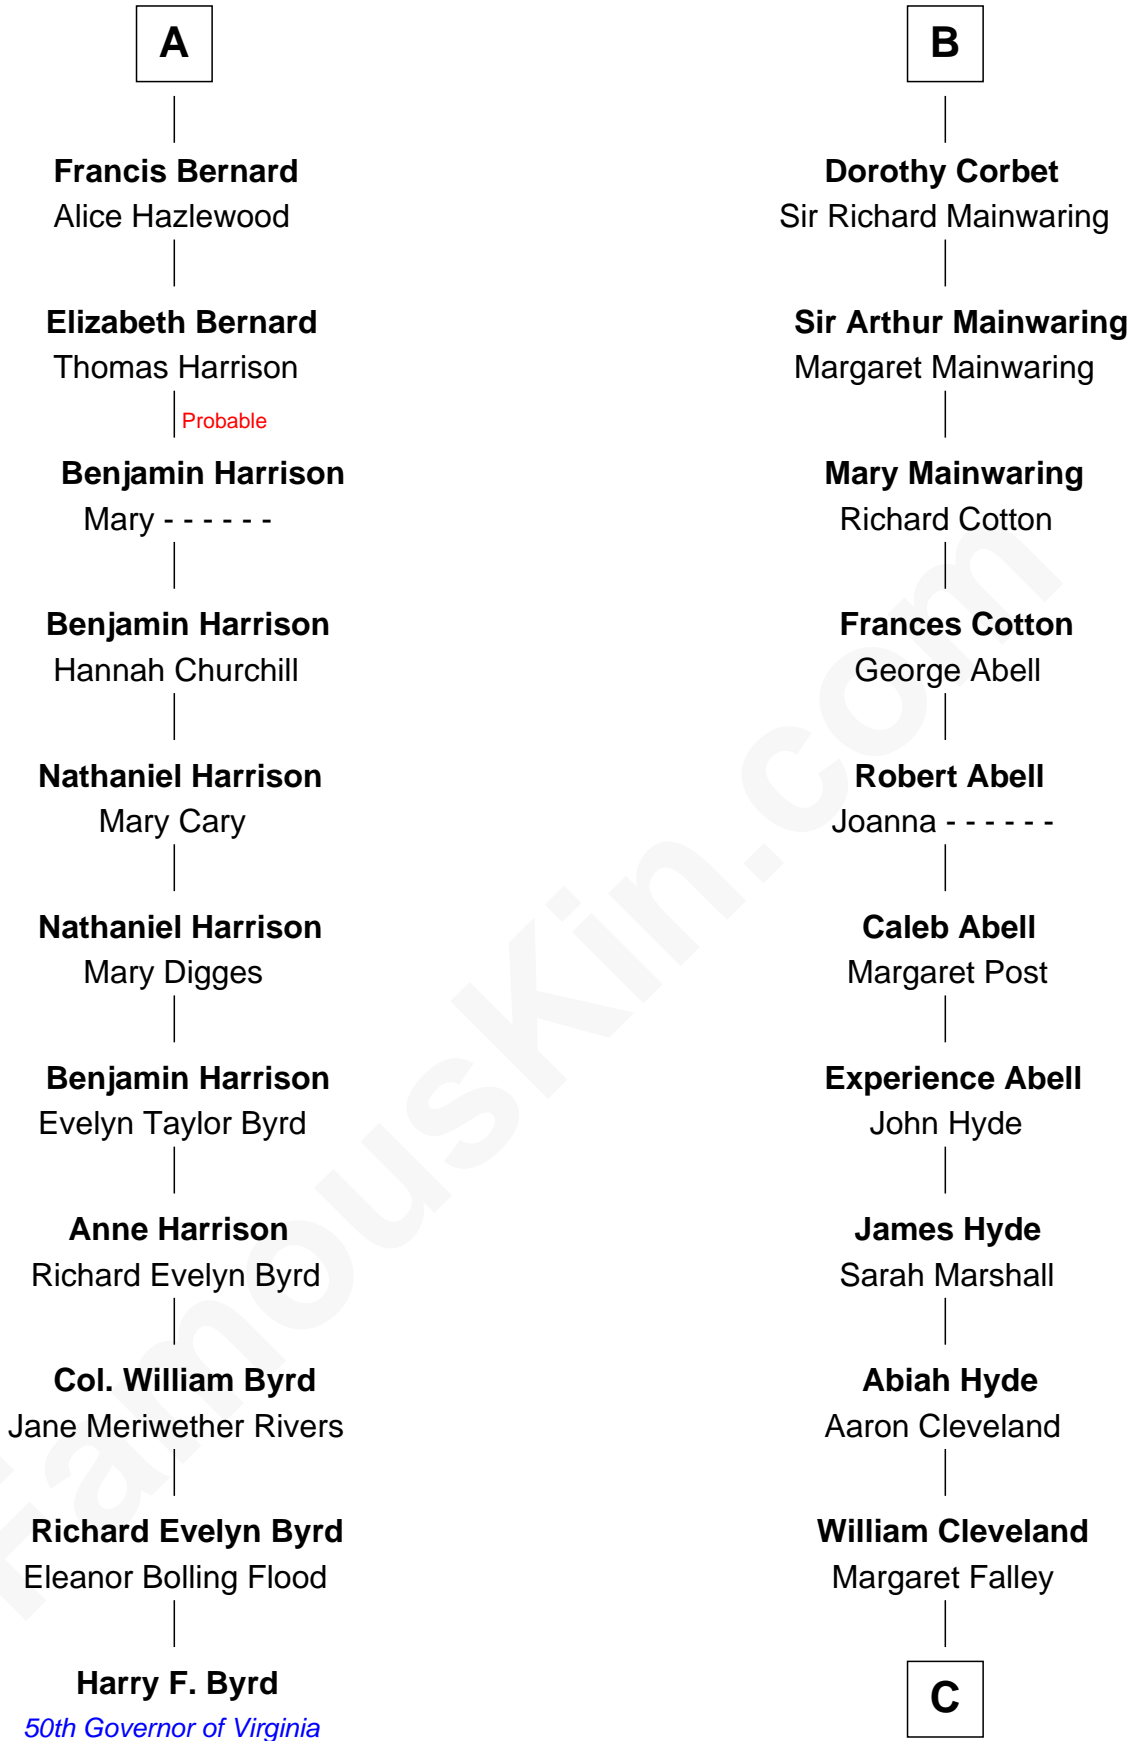 A
Francis Bernard
Alice Hazlewood
Elizabeth Bernard
Thomas Harrison
Probable
Benjamin Harrison
Mary - - - - - -
Benjamin Harrison
Hannah Churchill
Nathaniel Harrison
Mary Cary
Nathaniel Harrison
Mary Digges
Benjamin Harrison
Evelyn Taylor Byrd
Anne Harrison
Richard Evelyn Byrd
Col. William Byrd
Jane Meriwether Rivers
Richard Evelyn Byrd
Eleanor Bolling Flood
Harry F. Byrd
50th Governor of Virginia
B
Dorothy Corbet
Sir Richard Mainwaring
Sir Arthur Mainwaring
Margaret Mainwaring
Mary Mainwaring
Richard Cotton
Frances Cotton
George Abell
Robert Abell
Joanna - - - - - -
Caleb Abell
Margaret Post
Experience Abell
John Hyde
James Hyde
Sarah Marshall
Abiah Hyde
Aaron Cleveland
William Cleveland
Margaret Falley
C
FamousKin.com